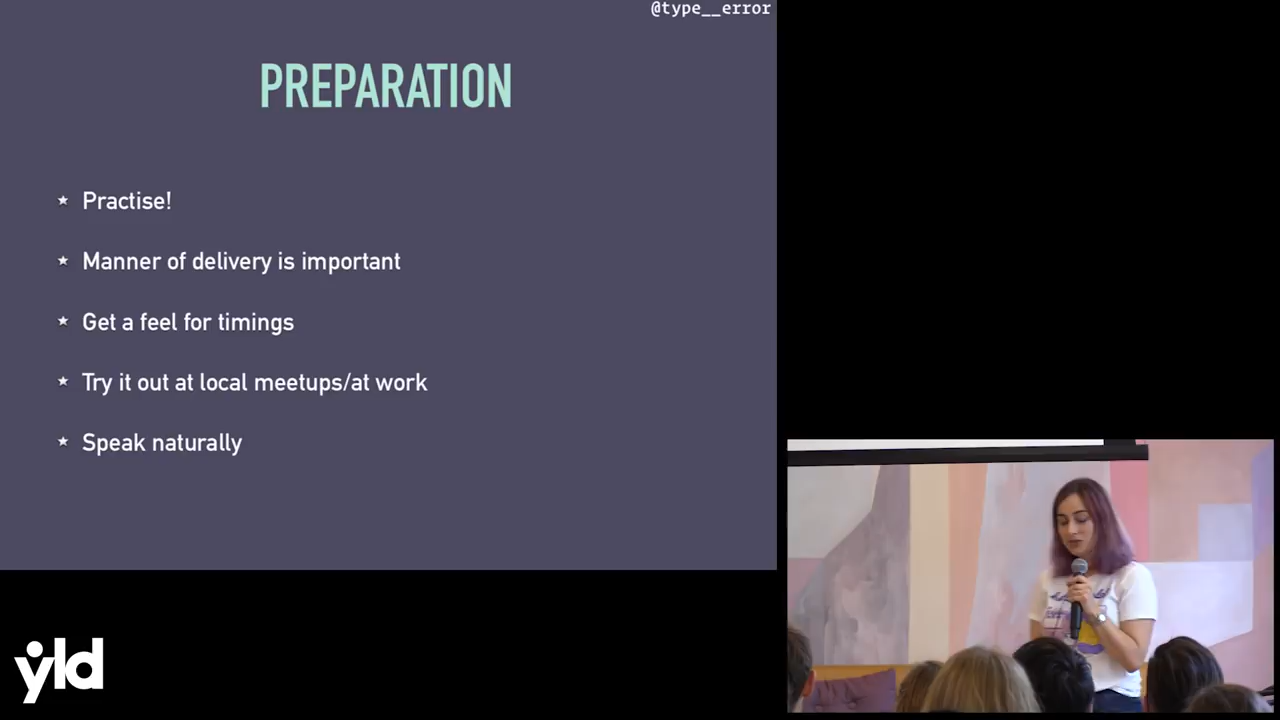 @type__error
PREPARATION
★ Practise!
★ Manner of delivery is important
★ Get a feel for timings
★ Try it out at local meetups/at work
★ Speak naturally
yld